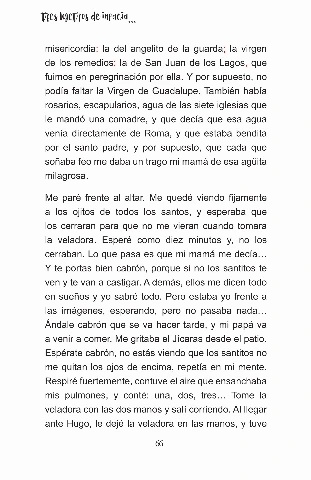 Tres hectipos de infancia...
misericordia: la del angelito de la guarda; la virgen
de los remedios; la de San Juan de los Lagos, que
fuimos en peregrinación por ella. Y por supuesto, no
podía faltar la Virgen de Guadalupe. También había
rosarios, escapularios, agua de las siete iglesias que
le mandó una comadre, y que decía que esa agua
venía directamente de Roma, y que estaba bendita
por el santo padre, y por supuesto, que cada que
soñaba feo me daba un trago mi mamá de esa agüita
milagrosa.
Me paré frente al altar. Me quedé viendo fijamente
a los ojitos de todos los santos, y esperaba que
los cerraran para que no me vieran cuando tomara
la veladora. Esperé como diez minutos y, no los
cerraban. Lo que pasa es que mi mamá me decía...
Y te portas bien cabrón, porque si no los santitos te
ven y te van a castigar. Además, ellos me dicen todo
en sueños y yo sabré todo. Pero estaba yo frente a
las imágenes, esperando, pero no pasaba nada...
Ándale cabrón que se va hacer tarde, y mi papá va
a venir a comer. Me gritaba el Jícaras desde el patio.
Espérate cabrón, no estás viendo que los santitos no
me quitan los ojos de encima, repetía en mi mente.
Respiré fuertemente, contuve el aire que ensanchaba
mis pulmones, y conté: una, dos, tres... Tome la
veladora con las dos manos y salí corriendo. Al llegar
ante Hugo, le dejé la veladora en las manos, y tuve
66